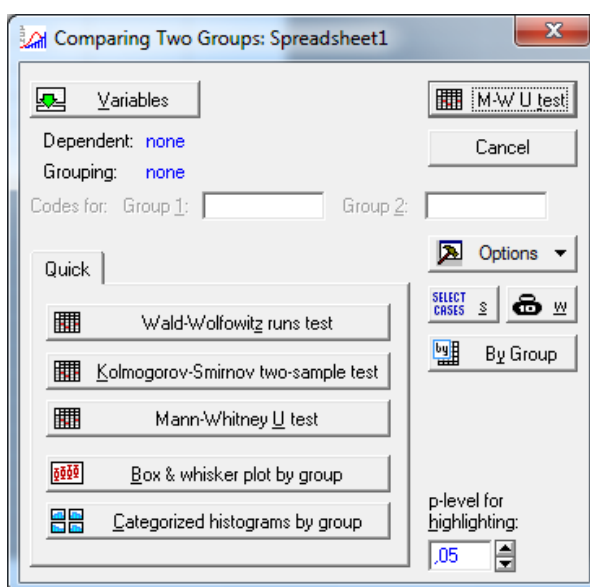 Comparing Two Groups: Spreadsheet1
Variables
M-W U test
Dependent: none
Cancel
Grouping: none
Codes for: Group 1: Group 2:
Options
Quick
SELECT CASES S
W
Wald-Wolfowitz runs test
By Group
by
Kolmogorov-Smirnov two-sample test
Mann-Whitney U test
Box & whisker plot by group
Categorized histograms by group
p-level for
highlighting:
,05